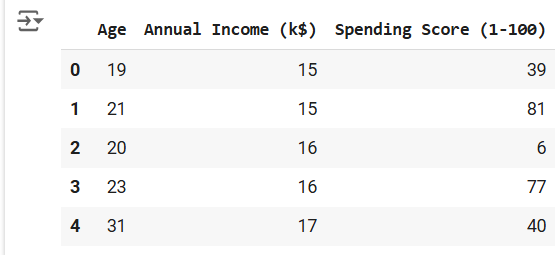 Age Annual Income (k$) Spending Score (1-100)
0 19 15 39
1 21 15 81
2 20 16 6
3 23 16 77
4 31 17 40